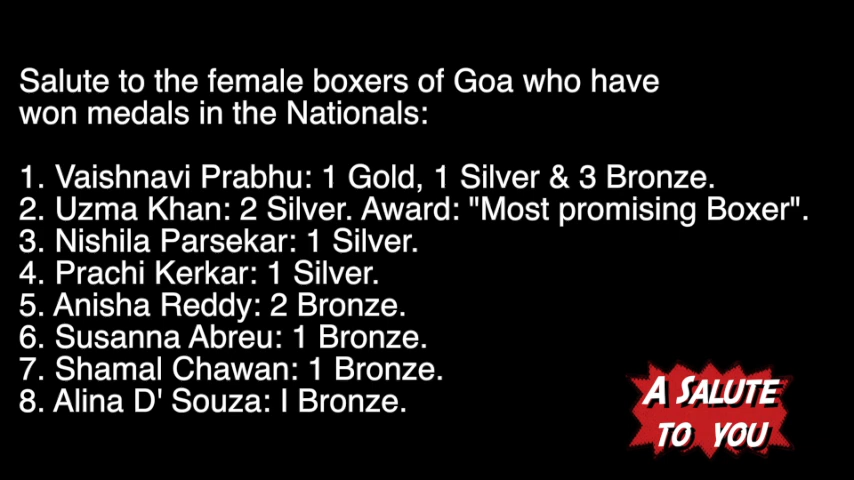 Salute to the female boxers of Goa who have
won medals in the Nationals:
1. Vaishnavi Prabhu: 1 Gold, 1 Silver & 3 Bronze.
2. Uzma Khan: 2 Silver. Award: "Most promising Boxer".
3. Nishila Parsekar: 1 Silver.
4. Prachi Kerkar: 1 Silver.
5. Anisha Reddy: 2 Bronze.
6. Susanna Abreu: 1 Bronze.
7. Shamal Chawan: 1 Bronze.
8. Alina D' Souza: I Bronze.
A SALUTE
TO YOU